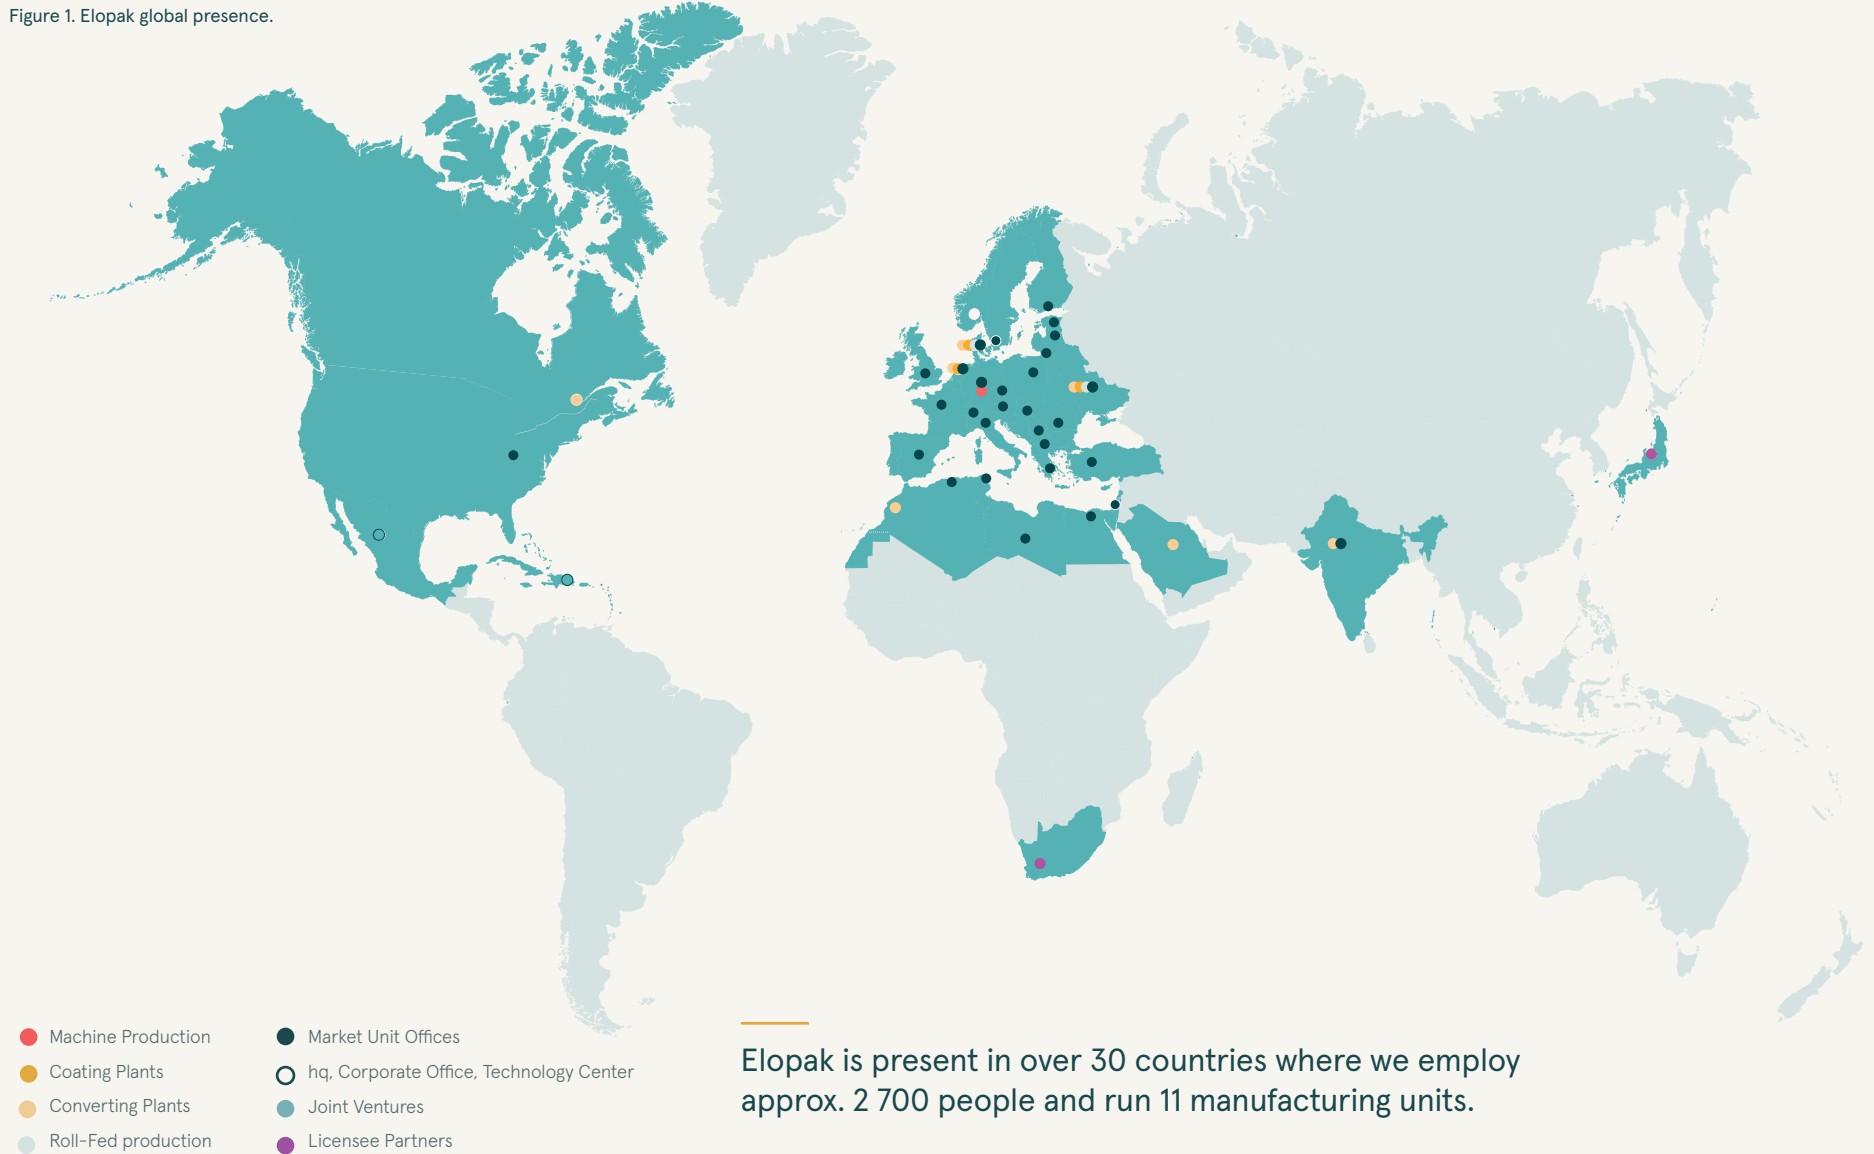 Figure 1. Elopak global presence.
Machine Production
Coating Plants
Converting Plants
Roll-Fed production
Market Unit Offices
hq, Corporate Office, Technology Center
Joint Ventures
Licensee Partners
Elopak is present in over 30 countries where we employ
approx. 2 700 people and run 11 manufacturing units.